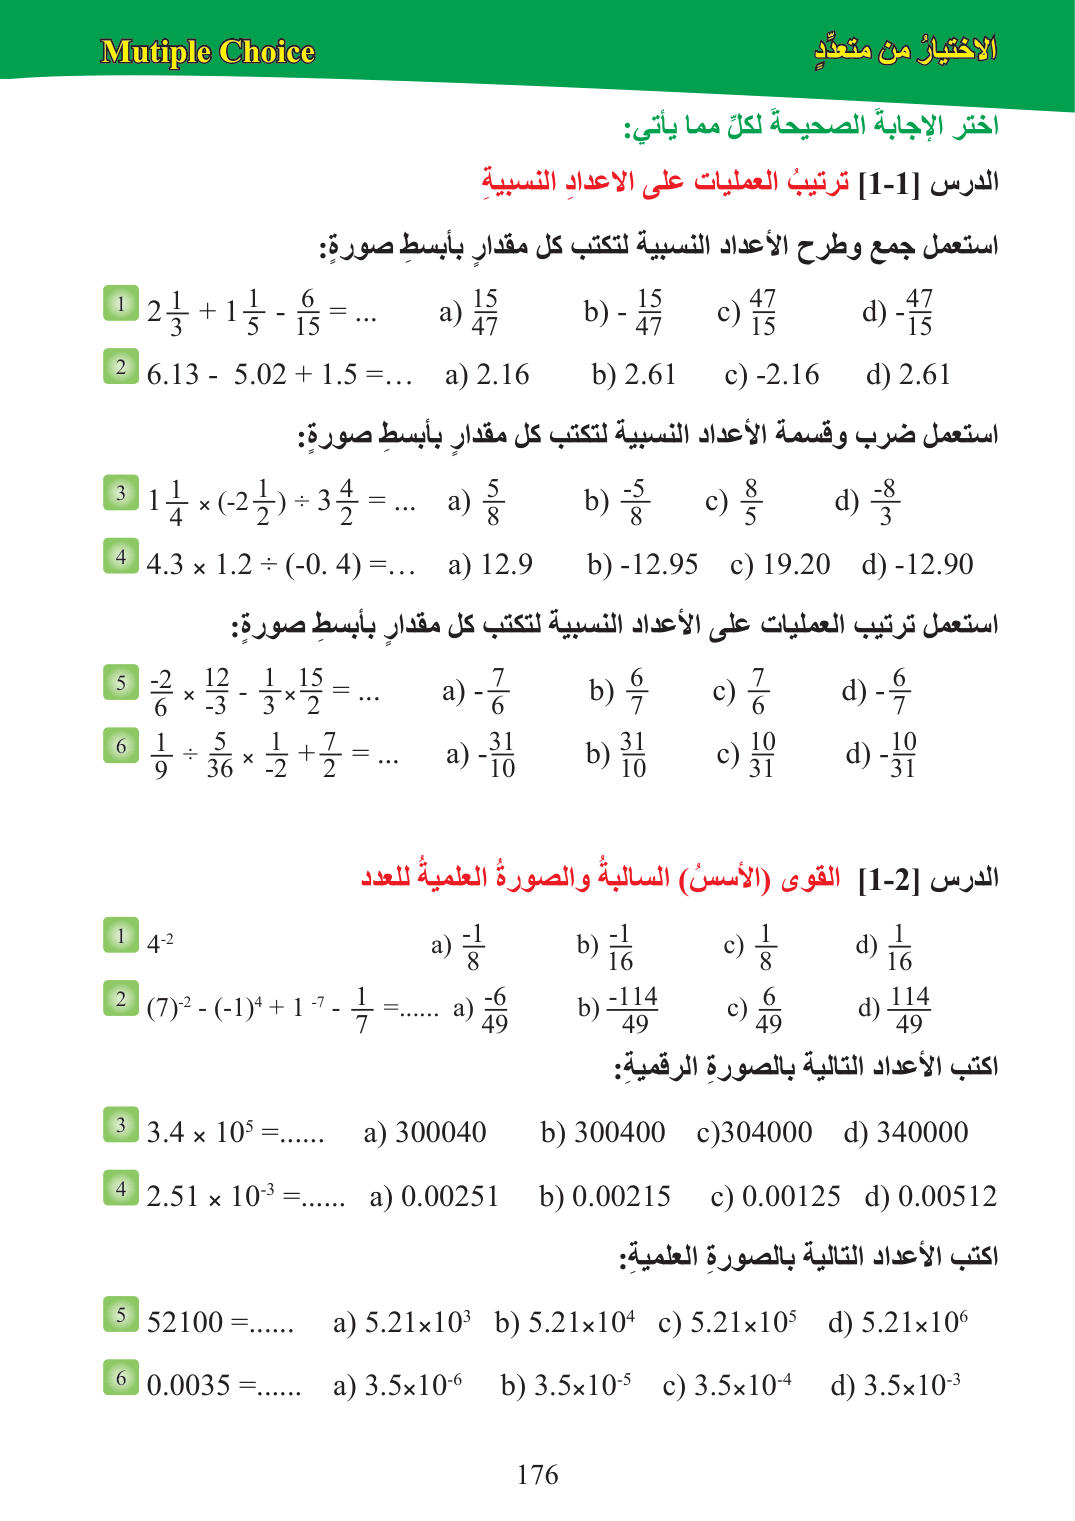 Mutiple Choice الاختيارُ من متعدِّدٍ
اختر الإجابةَ الصحيحةَ لكلِّ مما يأتي:
الدرس [1-1] ترتيبُ العمليات على الاعدادِ النسبيةِ
استعمل جمع وطرح الأعداد النسبية لتكتب كل مقدارٍ بأبسطِ صورةٍ:
1 2 1/3 + 1 1/5 - 6/15 = ... a) 15/47 b) - 15/47 c) 47/15 d) - 47/15
2 6.13 - 5.02 + 1.5 =... a) 2.16 b) 2.61 c) -2.16 d) 2.61
استعمل ضرب وقسمة الأعداد النسبية لتكتب كل مقدارٍ بأبسطِ صورةٍ:
3 1 1/4 × (-2 1/2) ÷ 3 4/2 = ... a) 5/8 b) -5/8 c) 8/5 d) -8/3
4 4.3 × 1.2 ÷ (-0. 4) =... a) 12.9 b) -12.95 c) 19.20 d) -12.90
استعمل ترتيب العمليات على الأعداد النسبية لتكتب كل مقدارٍ بأبسطِ صورةٍ:
5 -2/6 × 12/-3 - 1/3 × 15/2 = ... a) - 7/6 b) 6/7 c) 7/6 d) - 6/7
6 1/9 ÷ 5/36 × 1/-2 + 7/2 = ... a) - 31/10 b) 31/10 c) 10/31 d) - 10/31
الدرس [1-2] القوى (الأسسُ) السالبةُ والصورةُ العلميةُ للعدد
1 4⁻² a) -1/8 b) -1/16 c) 1/8 d) 1/16
2 (7)⁻² - (-1)⁴ + 1 ⁻⁷ - 1/7 =...... a) -6/49 b) -114/49 c) 6/49 d) 114/49
اكتب الأعداد التالية بالصورةِ الرقميةِ:
3 3.4 × 10⁵ =...... a) 300040 b) 300400 c)304000 d) 340000
4 2.51 × 10⁻³ =...... a) 0.00251 b) 0.00215 c) 0.00125 d) 0.00512
اكتب الأعداد التالية بالصورةِ العلميةِ:
5 52100 =...... a) 5.21×10³ b) 5.21×10⁴ c) 5.21×10⁵ d) 5.21×10⁶
6 0.0035 =...... a) 3.5×10⁻⁶ b) 3.5×10⁻⁵ c) 3.5×10⁻⁴ d) 3.5×10⁻³
176